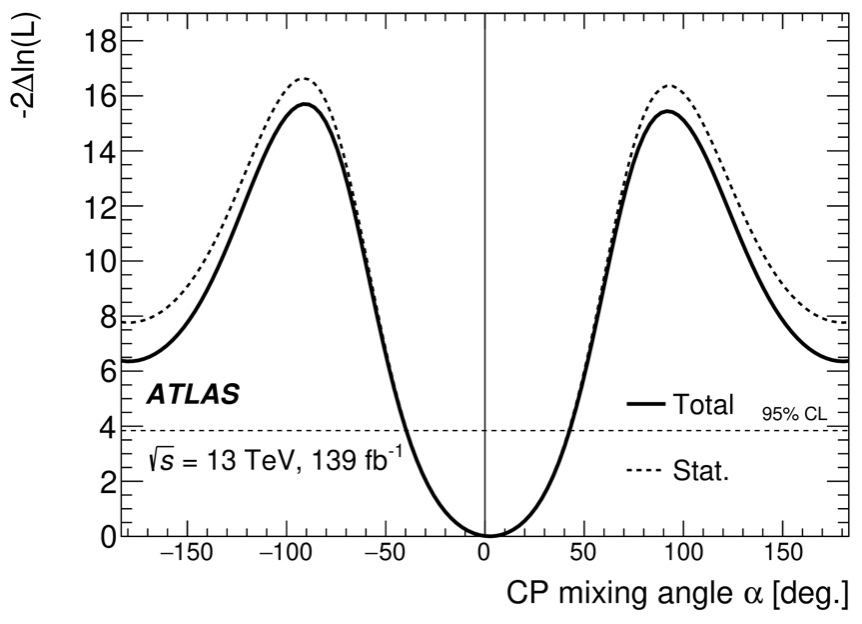 -2Δln(L)
18
16
14
12
10
8
6
4
2
0
ATLAS
√s = 13 TeV, 139 fb⁻¹
Total
95% CL
Stat.
−150 −100 −50 0 50 100 150
CP mixing angle α [deg.]